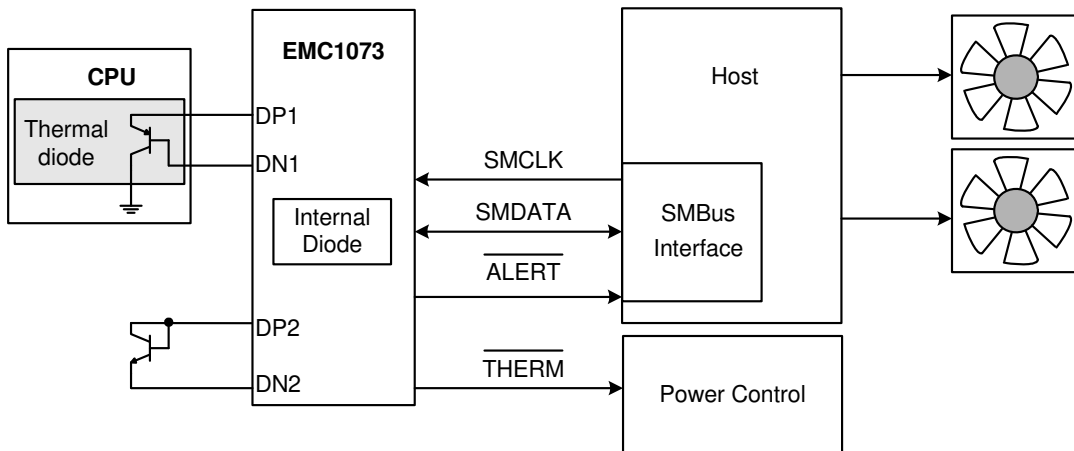 CPU
Thermal
diode
EMC1073
DP1
DN1
Internal
Diode
DP2
DN2
SMCLK
SMDATA
ALERT
THERM
Host
SMBus
Interface
Power Control